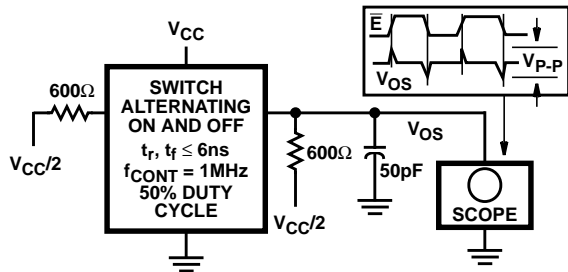 V_CC
600Ω
V_CC/2
SWITCH
ALTERNATING
ON AND OFF
t_r, t_f ≤ 6ns
f_CONT = 1MHz
50% DUTY
CYCLE
600Ω
V_CC/2
50pF
V_OS
E̅
V_OS
V_P-P
SCOPE